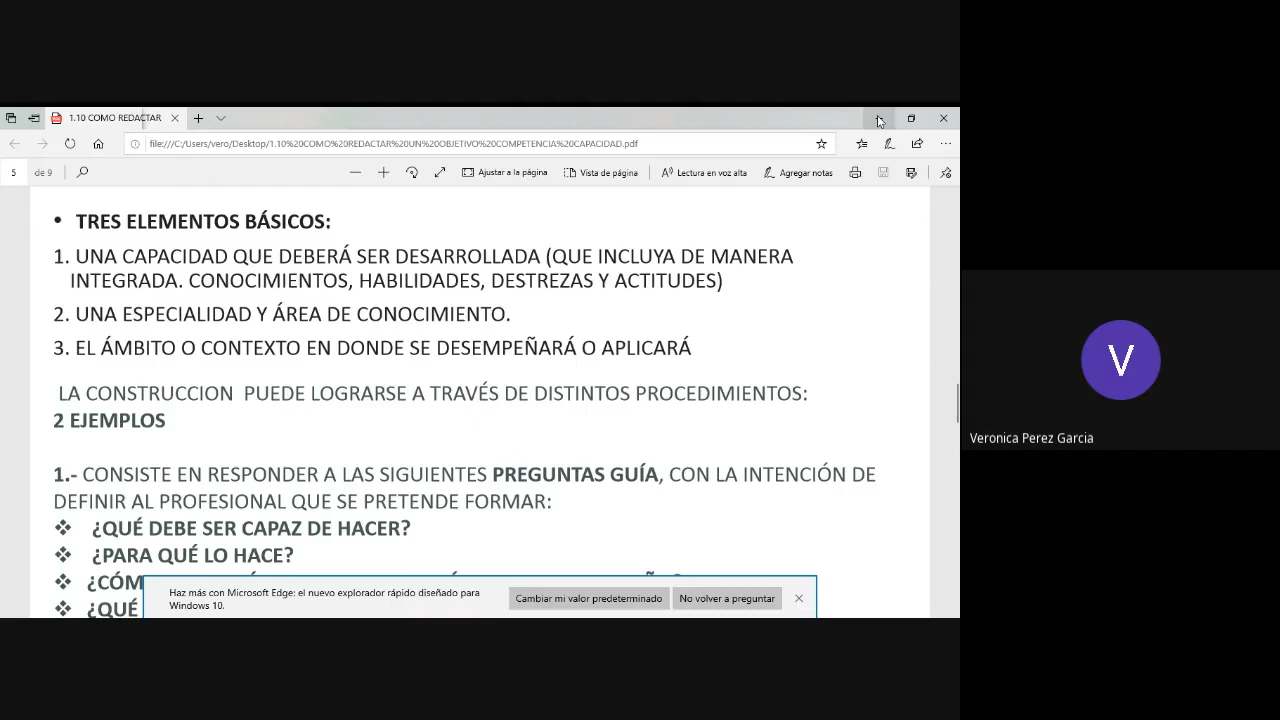 1.10 COMO REDACTAR
file:///C:/Users/vero/Desktop/1.10%20COMO%20REDACTAR%20UN%20OBJETIVO%20COMPETENCIA%20CAPACIDAD.pdf
5 de 9 Ajustar a la página Vista de página Lectura en voz alta Agregar notas
• TRES ELEMENTOS BÁSICOS:
1. UNA CAPACIDAD QUE DEBERÁ SER DESARROLLADA (QUE INCLUYA DE MANERA
INTEGRADA. CONOCIMIENTOS, HABILIDADES, DESTREZAS Y ACTITUDES)
2. UNA ESPECIALIDAD Y ÁREA DE CONOCIMIENTO.
3. EL ÁMBITO O CONTEXTO EN DONDE SE DESEMPEÑARÁ O APLICARÁ
LA CONSTRUCCION PUEDE LOGRARSE A TRAVÉS DE DISTINTOS PROCEDIMIENTOS:
2 EJEMPLOS
1.- CONSISTE EN RESPONDER A LAS SIGUIENTES PREGUNTAS GUÍA, CON LA INTENCIÓN DE
DEFINIR AL PROFESIONAL QUE SE PRETENDE FORMAR:
❖ ¿QUÉ DEBE SER CAPAZ DE HACER?
❖ ¿PARA QUÉ LO HACE?
❖ ¿CÓM
❖ ¿QUÉ
Haz más con Microsoft Edge: el nuevo explorador rápido diseñado para
Windows 10.
Cambiar mi valor predeterminado No volver a preguntar
V
Veronica Perez Garcia